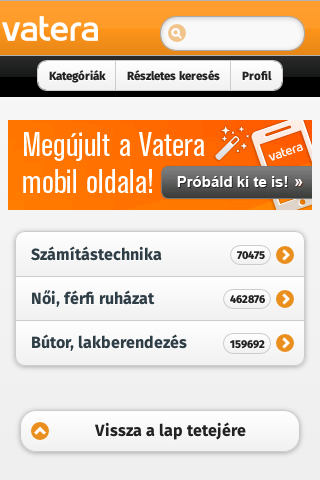 vatera
Kategóriák Részletes keresés Profil
Megújult a Vatera
mobil oldala!
vatera
Próbáld ki te is! »
Számítástechnika 70475
Női, férfi ruházat 462876
Bútor, lakberendezés 159692
Vissza a lap tetejére